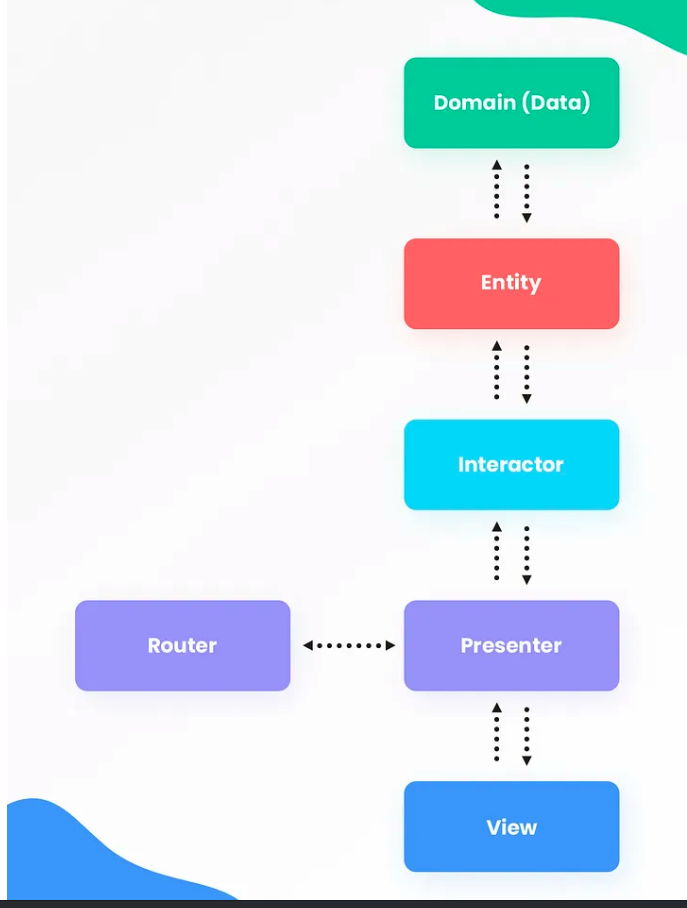 Domain (Data)
Entity
Interactor
Router
Presenter
View